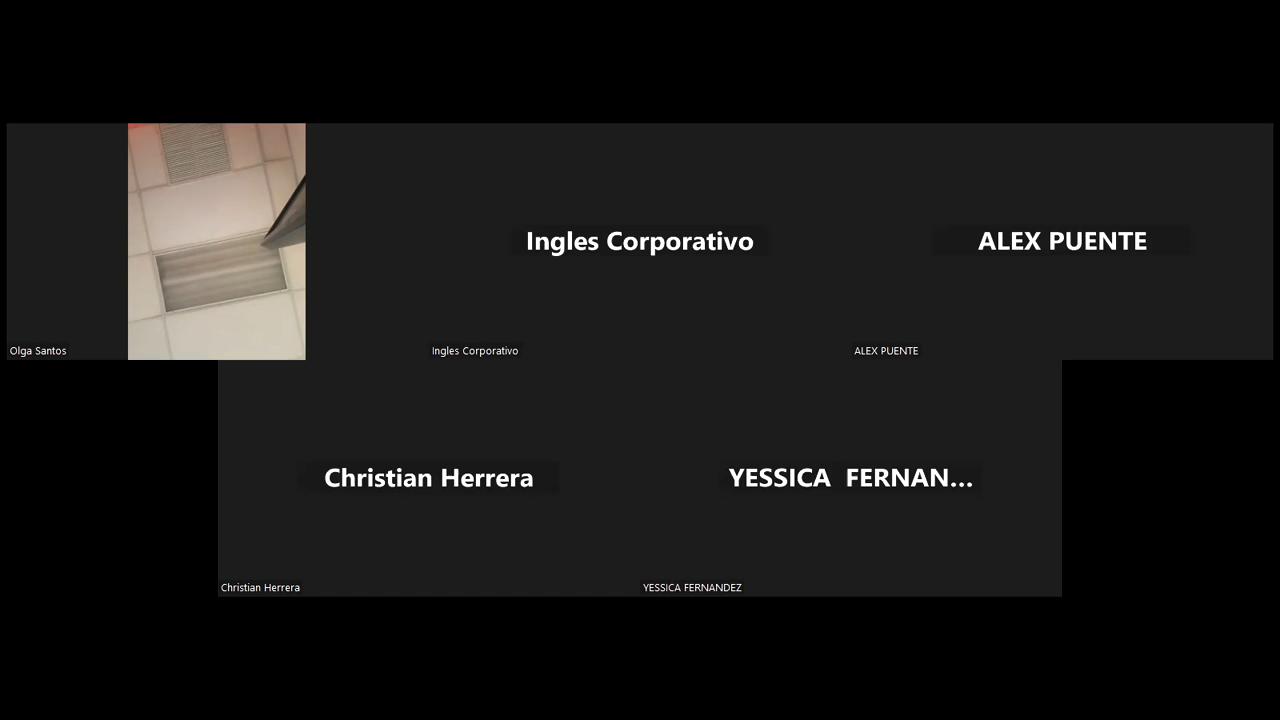 Ingles Corporativo
ALEX PUENTE
Olga Santos
Ingles Corporativo
ALEX PUENTE
Christian Herrera
YESSICA  FERNAN...
Christian Herrera
YESSICA FERNANDEZ